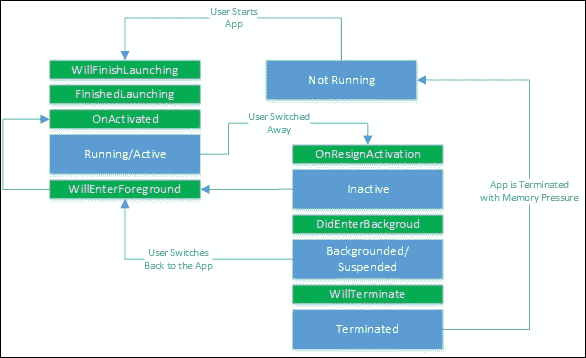 User Starts
App
WillFinishLaunching
FinishedLaunching
OnActivated
Running/Active
WillEnterForeground
Not Running
User Switched
Away
OnResignActivation
Inactive
DidEnterBackgroud
Backgrounded/
Suspended
WillTerminate
Terminated
User Switches
Back to the App
App is Terminated
with Memory Pressure